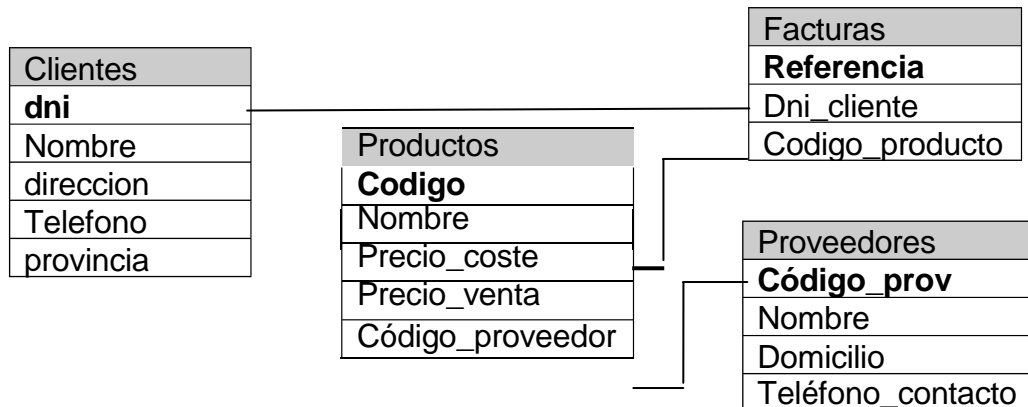 Clientes
dni
Nombre
direccion
Telefono
provincia
Productos
Codigo
Nombre
Precio_coste
Precio_venta
Código_proveedor
Facturas
Referencia
Dni_cliente
Codigo_producto
Proveedores
Código_prov
Nombre
Domicilio
Teléfono_contacto